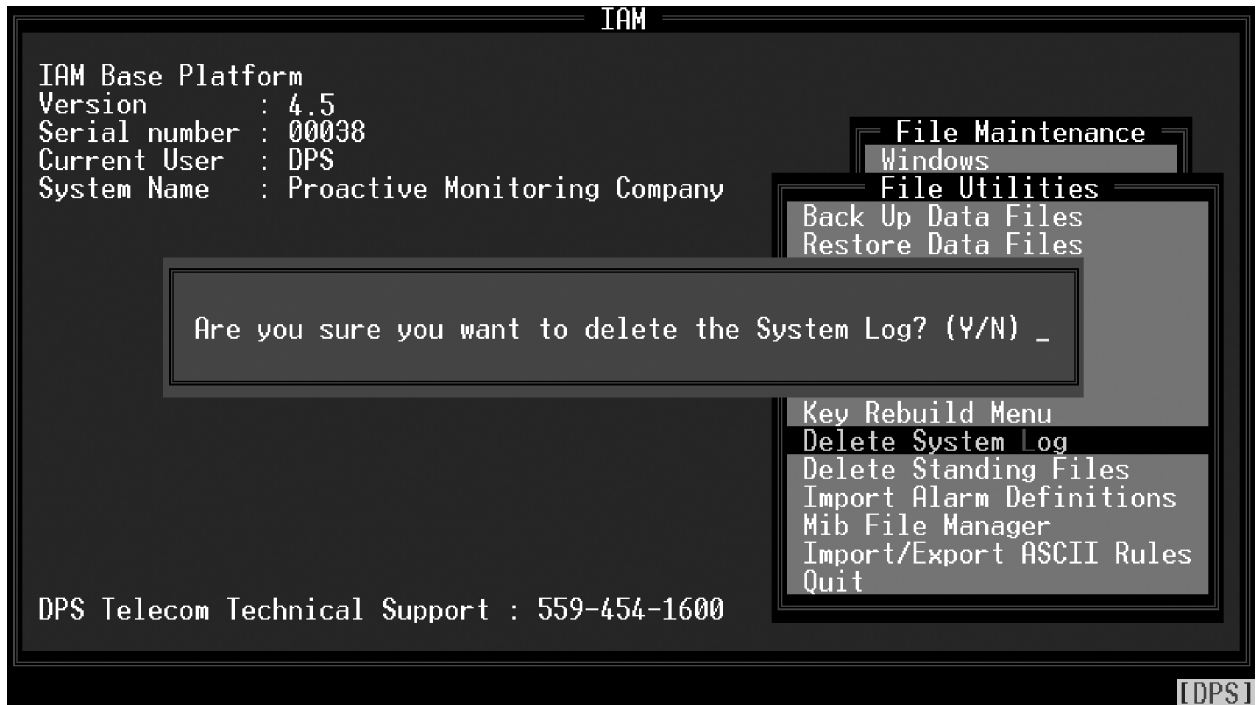 IAM
IAM Base Platform
Version : 4.5
Serial number : 00038
Current User : DPS
System Name : Proactive Monitoring Company
File Maintenance
Windows
File Utilities
Back Up Data Files
Restore Data Files
Are you sure you want to delete the System Log? (Y/N) _
Key Rebuild Menu
Delete System Log
Delete Standing Files
Import Alarm Definitions
Mib File Manager
Import/Export ASCII Rules
Quit
DPS Telecom Technical Support : 559-454-1600
[DPS]